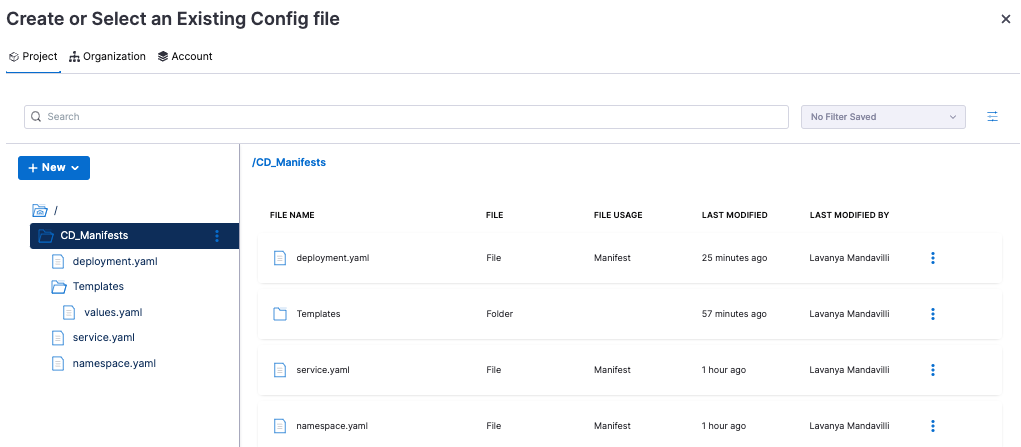 Create or Select an Existing Config file
Project Organization Account
Search
No Filter Saved
+ New
/
CD_Manifests
deployment.yaml
Templates
values.yaml
service.yaml
namespace.yaml
/CD_Manifests
FILE NAME FILE FILE USAGE LAST MODIFIED LAST MODIFIED BY
deployment.yaml File Manifest 25 minutes ago Lavanya Mandavilli
Templates Folder 57 minutes ago Lavanya Mandavilli
service.yaml File Manifest 1 hour ago Lavanya Mandavilli
namespace.yaml File Manifest 1 hour ago Lavanya Mandavilli